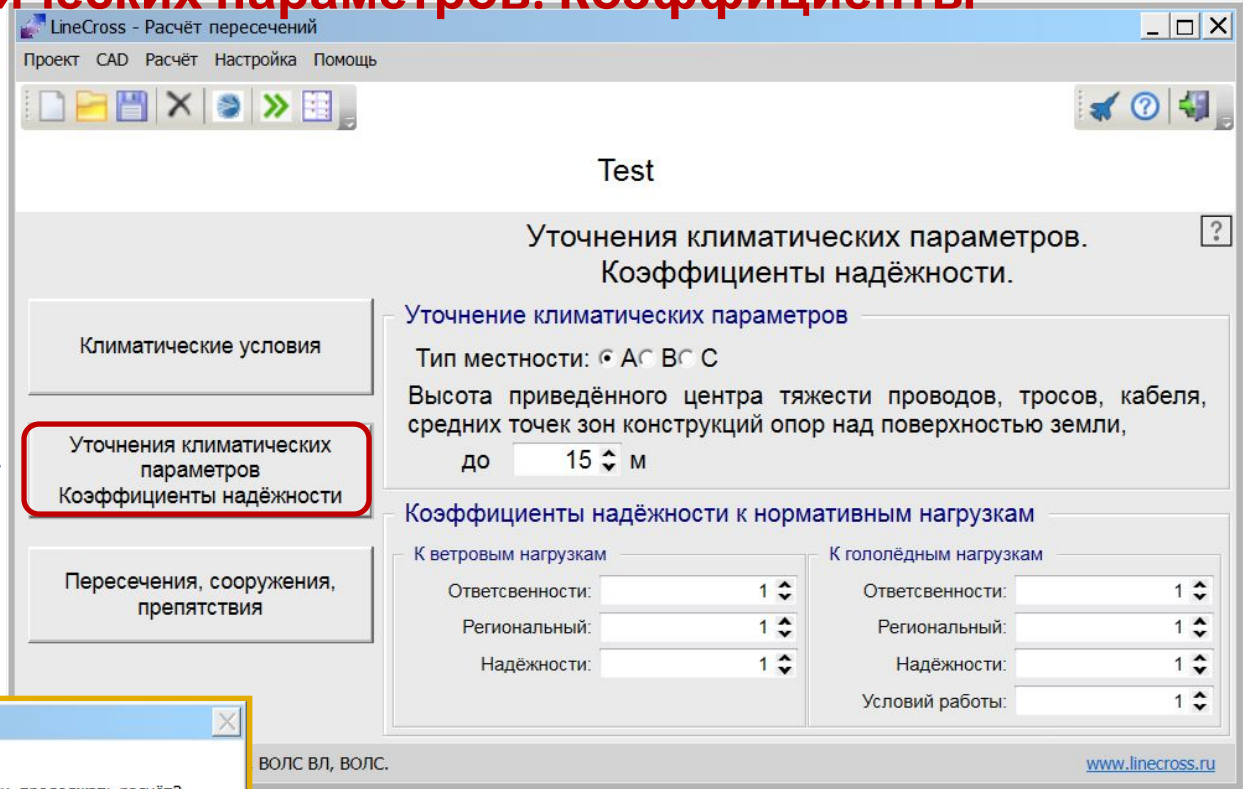 ических параметров. Коэффициенты
LineCross - Расчёт пересечений
Проект CAD Расчёт Настройка Помощь
Test
Уточнения климатических параметров.
Коэффициенты надёжности.
?
Климатические условия
Уточнения климатических
параметров
Коэффициенты надёжности
Пересечения, сооружения,
препятствия
Уточнение климатических параметров
Тип местности: A B C
Высота приведённого центра тяжести проводов, тросов, кабеля,
средних точек зон конструкций опор над поверхностью земли,
до 15 м
Коэффициенты надёжности к нормативным нагрузкам
К ветровым нагрузкам
Ответсвенности: 1
Региональный: 1
Надёжности: 1
К гололёдным нагрузкам
Ответсвенности: 1
Региональный: 1
Надёжности: 1
Условий работы: 1
ВОЛС ВЛ, ВОЛС.
www.linecross.ru